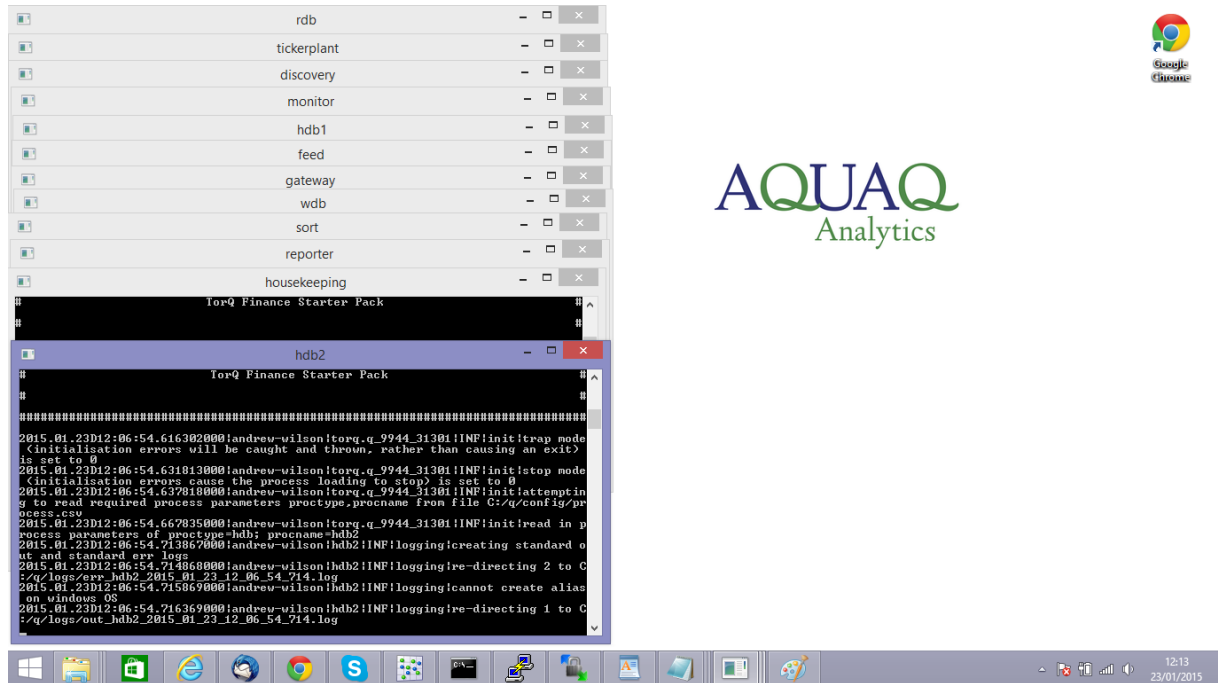 rdb
tickerplant
discovery
monitor
hdb1
feed
gateway
wdb
sort
reporter
housekeeping
# TorQ Finance Starter Pack #
# #
hdb2
# TorQ Finance Starter Pack #
# #
################################################################################
2015.01.23D12:06:54.616302000|andrew-wilson|torq.q_9944_31301|INF|init|trap mode
(initialisation errors will be caught and thrown, rather than causing an exit)
is set to 0
2015.01.23D12:06:54.631813000|andrew-wilson|torq.q_9944_31301|INF|init|stop mode
(initialisation errors cause the process loading to stop) is set to 0
2015.01.23D12:06:54.637818000|andrew-wilson|torq.q_9944_31301|INF|init|attemptin
g to read required process parameters proctype,procname from file C:/q/config/pr
ocess.csv
2015.01.23D12:06:54.667835000|andrew-wilson|torq.q_9944_31301|INF|init|read in p
rocess parameters of proctype=hdb; procname=hdb2
2015.01.23D12:06:54.713867000|andrew-wilson|hdb2|INF|logging|creating standard o
ut and standard err logs
2015.01.23D12:06:54.714868000|andrew-wilson|hdb2|INF|logging|re-directing 2 to C
:/q/logs/err_hdb2_2015_01_23_12_06_54_714.log
2015.01.23D12:06:54.715869000|andrew-wilson|hdb2|INF|logging|cannot create alias
on windows OS
2015.01.23D12:06:54.716369000|andrew-wilson|hdb2|INF|logging|re-directing 1 to C
:/q/logs/out_hdb2_2015_01_23_12_06_54_714.log
Google
Chrome
AQUAQ
Analytics
12:13
23/01/2015